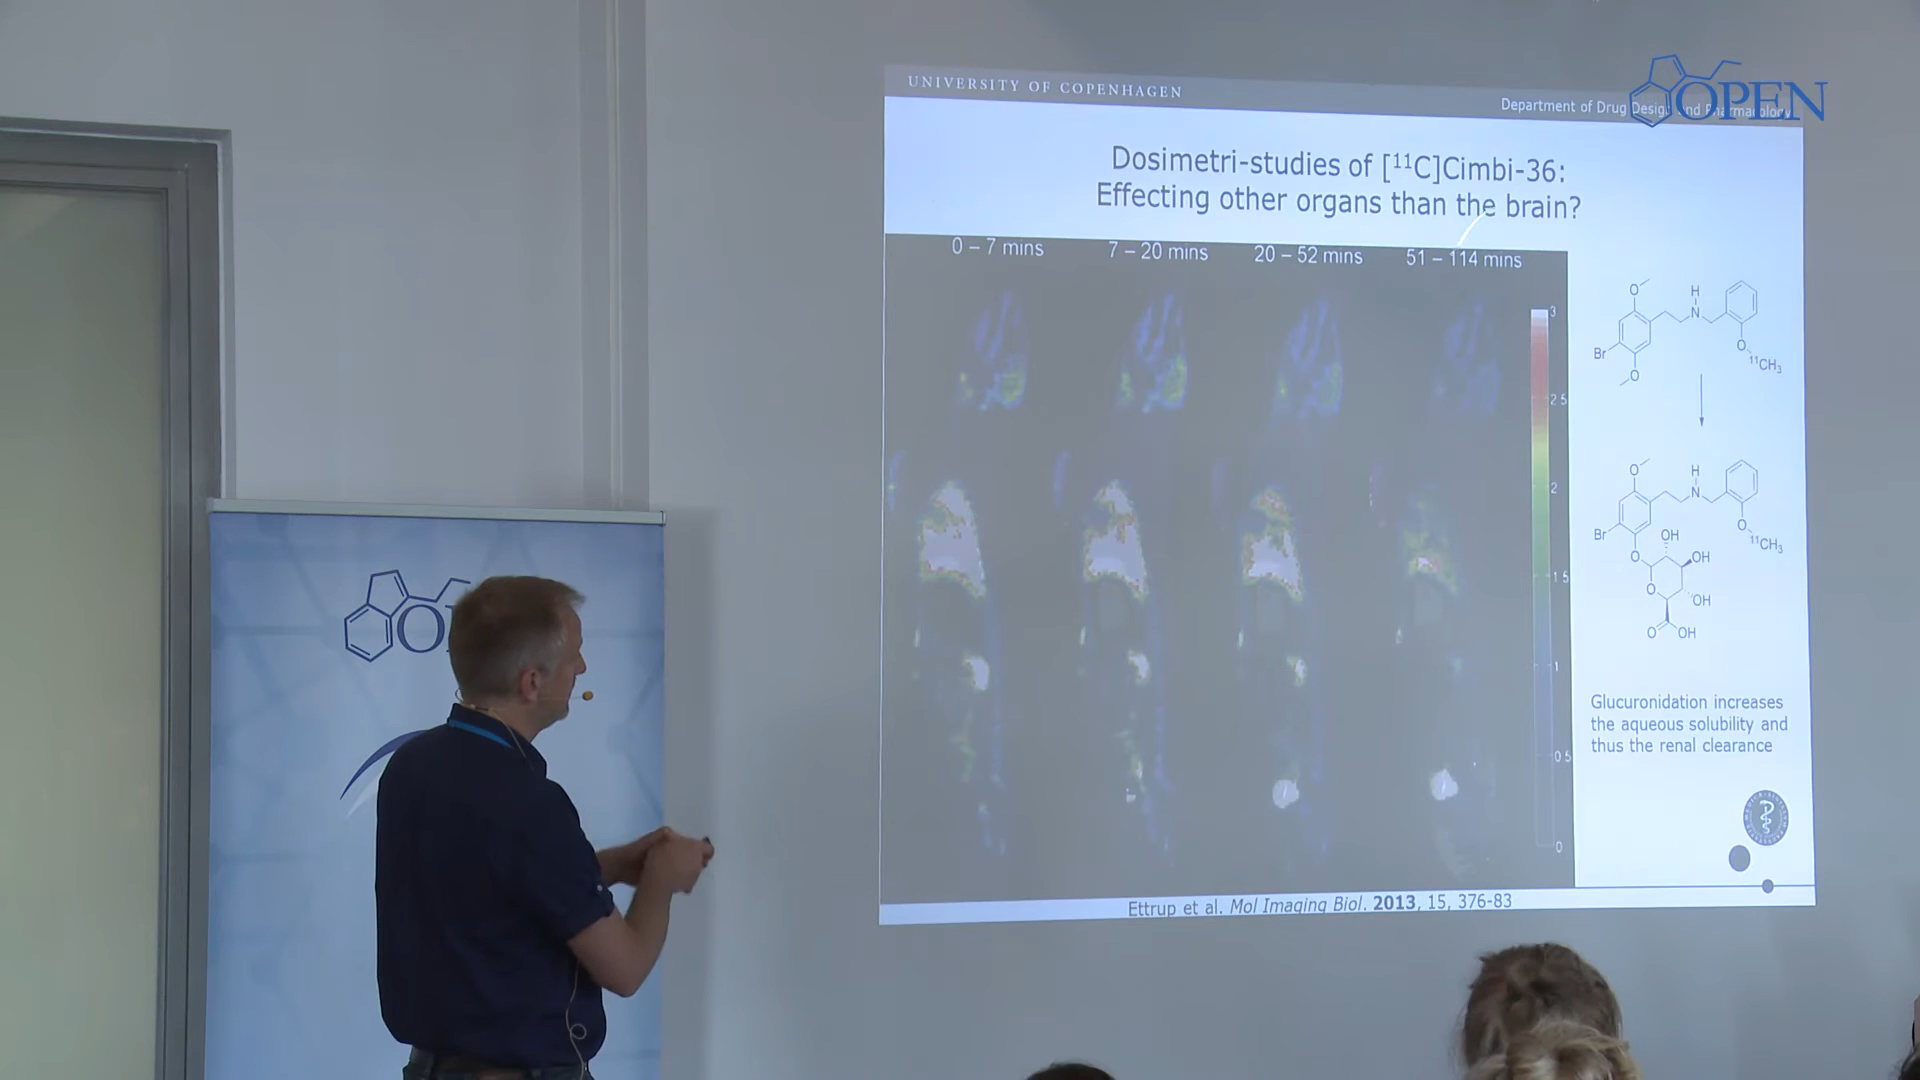 UNIVERSITY OF COPENHAGEN
Department of Drug Design and Pharmacology
OPEN
Dosimetri-studies of [¹¹C]Cimbi-36:
Effecting other organs than the brain?
0 – 7 mins 7 – 20 mins 20 – 52 mins 51 – 114 mins
3
2.5
2
1.5
1
0.5
0
O
H
N
Br
O
¹¹CH₃
O
O
H
N
Br
O
¹¹CH₃
O
OH
OH
O
OH
O
OH
Glucuronidation increases
the aqueous solubility and
thus the renal clearance
Ettrup et al. Mol Imaging Biol. 2013, 15, 376-83
O